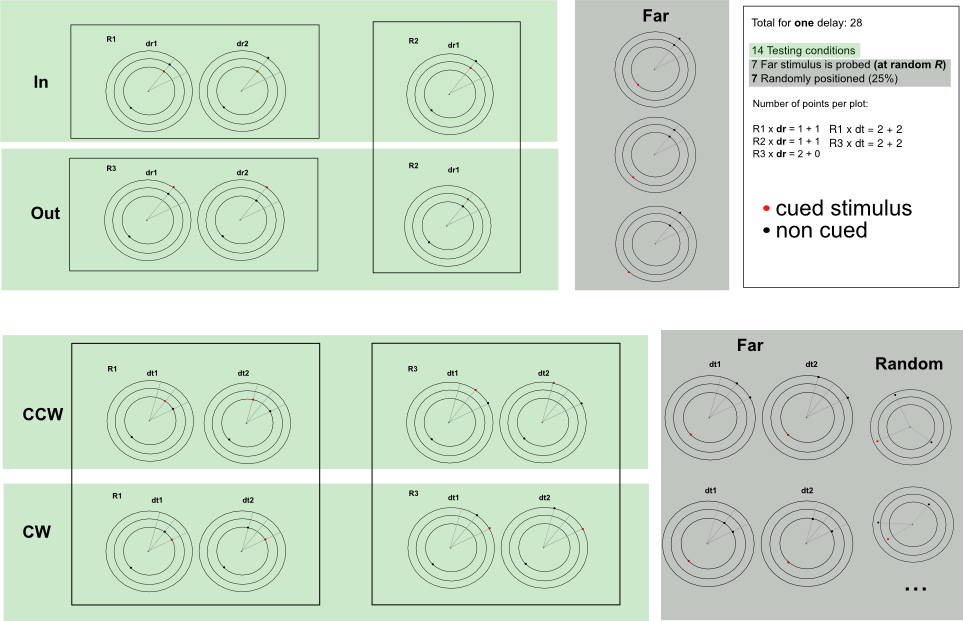 In
R1
dr1
dr2
R2
dr1
Out
R3
dr1
dr2
R2
dr1
Far
Total for one delay: 28
14 Testing conditions
7 Far stimulus is probed (at random R)
7 Randomly positioned (25%)
Number of points per plot:
R1 x dr = 1 + 1 R1 x dt = 2 + 2
R2 x dr = 1 + 1 R3 x dt = 2 + 2
R3 x dr = 2 + 0
cued stimulus
non cued
CCW
R1
dt1
dt2
R3
dt1
dt2
CW
R1
dt1
dt2
R3
dt1
dt2
Far
dt1
dt2
Random
dt1
dt2
...